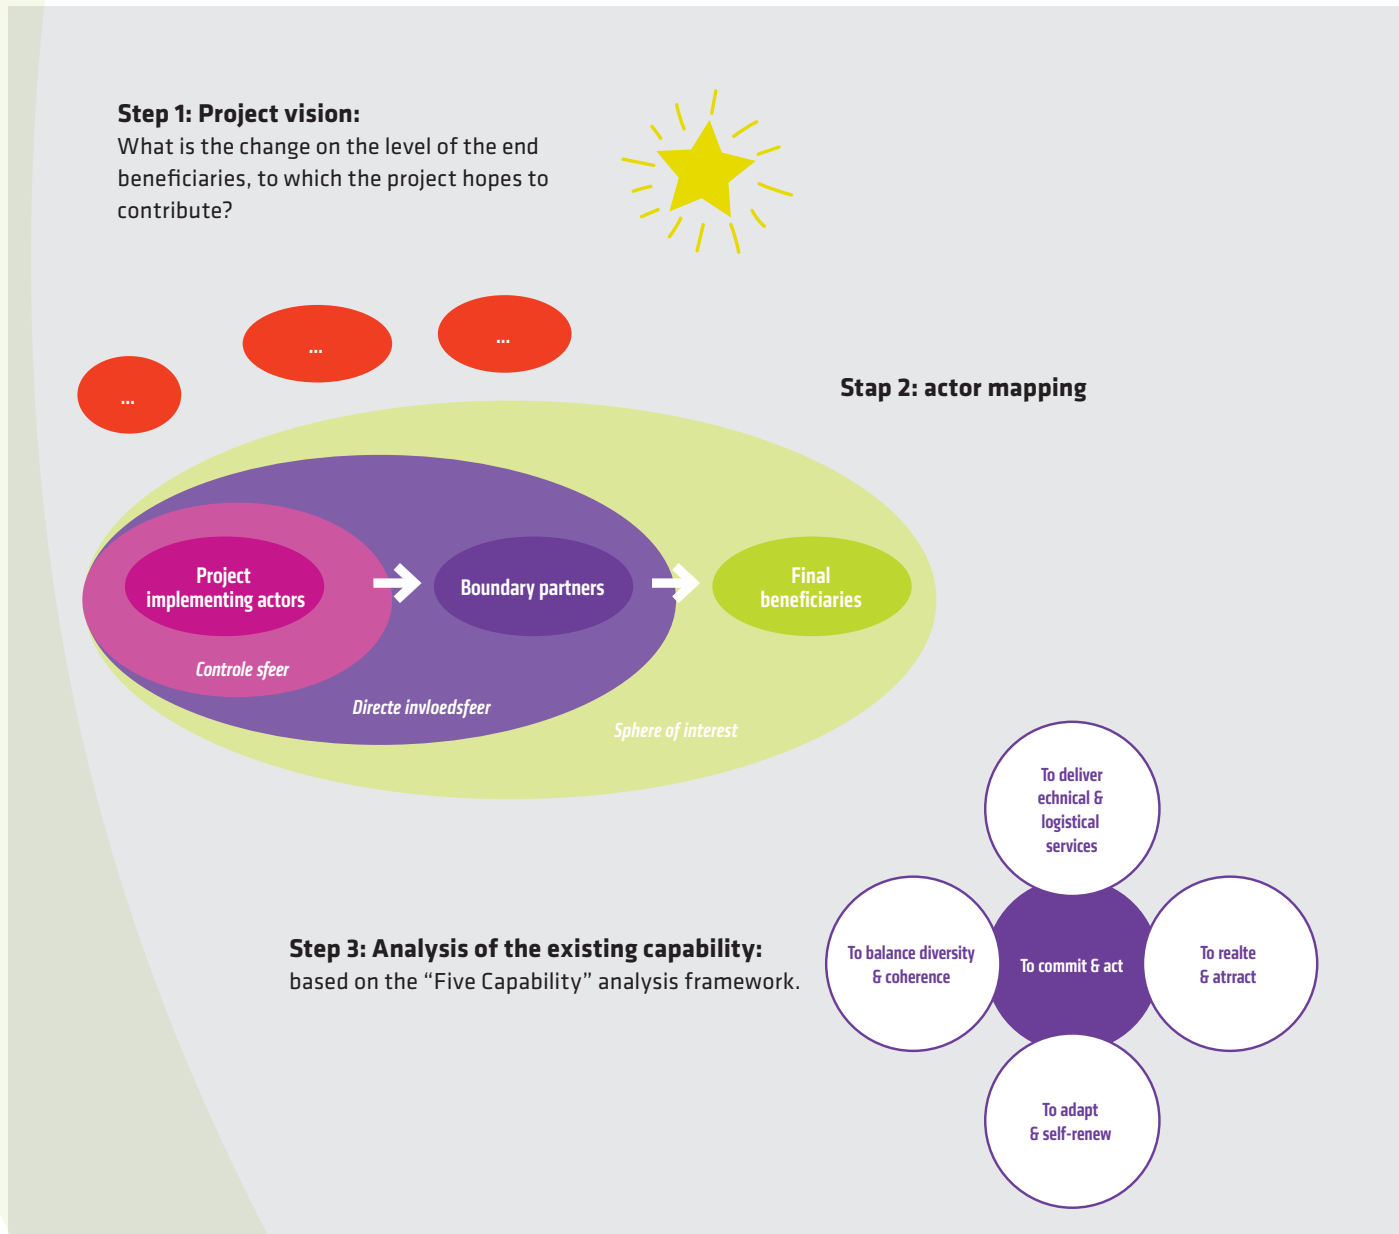 Step 1: Project vision:
What is the change on the level of the end
beneficiaries, to which the project hopes to
contribute?
...
...
...
Stap 2: actor mapping
Project
implementing actors
Boundary partners
Final
beneficiaries
Controle sfeer
Directe invloedsfeer
Sphere of interest
To deliver
echnical &
logistical
services
Step 3: Analysis of the existing capability:
based on the “Five Capability” analysis framework.
To balance diversity
& coherence
To commit & act
To realte
& atrract
To adapt
& self-renew